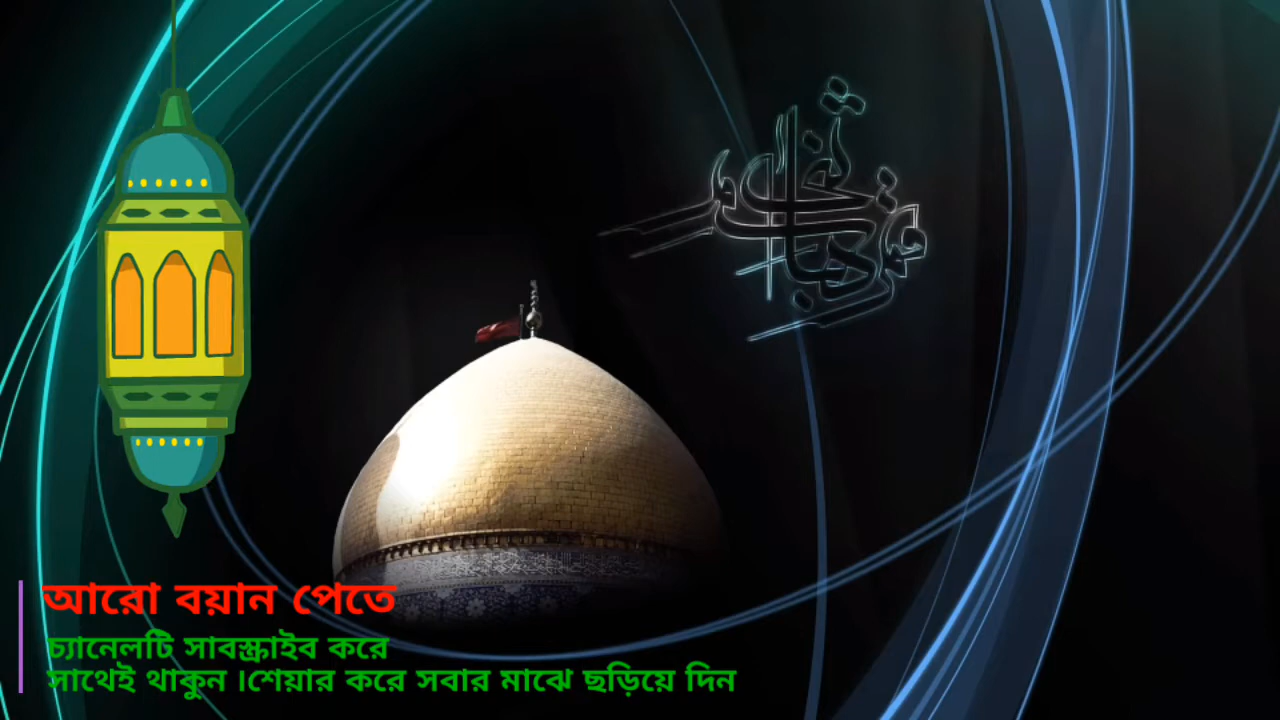 আরো বয়ান পেতে
চ্যানেলটি সাবস্ক্রাইব করে
সাথেই থাকুন ।শেয়ার করে সবার মাঝে ছড়িয়ে দিন